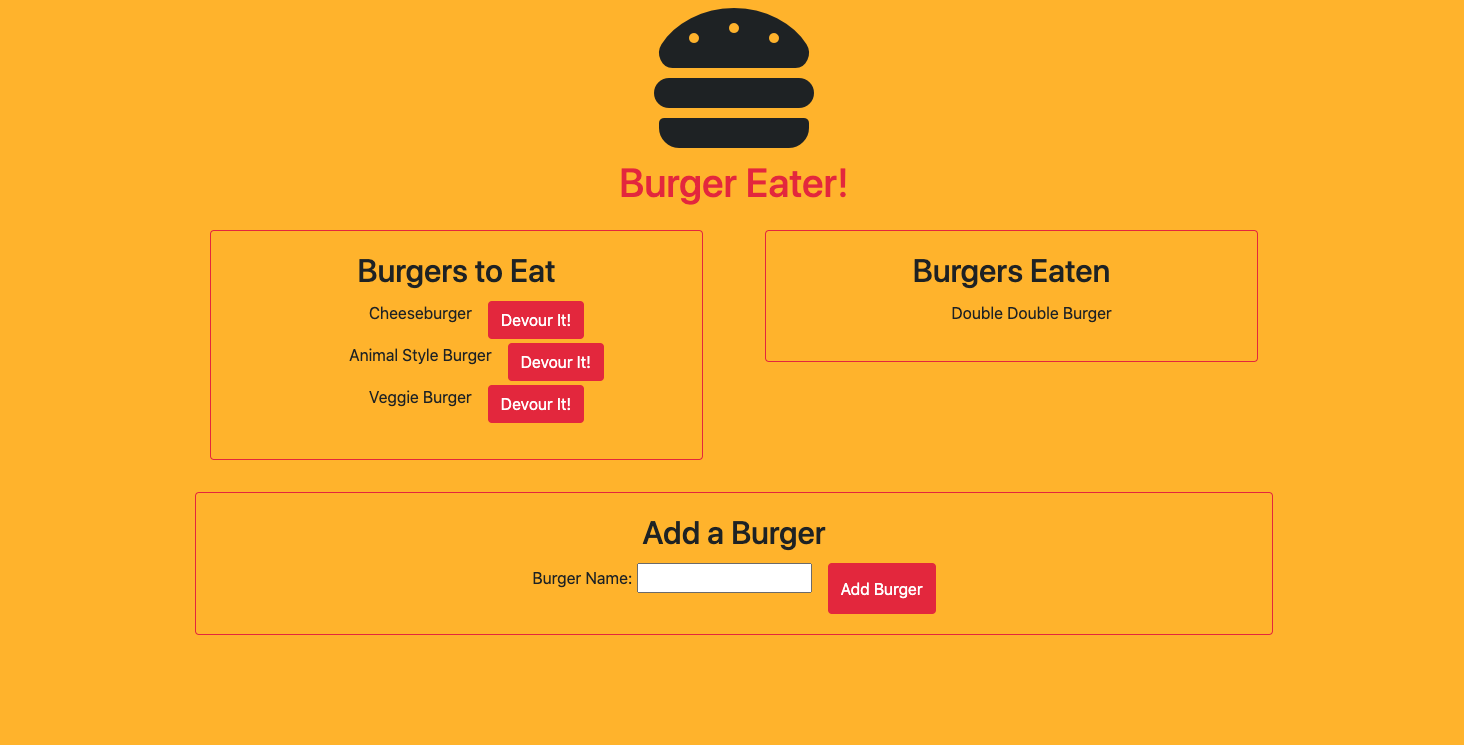 Burger Eater!
Burgers to Eat
Cheeseburger Devour It!
Animal Style Burger Devour It!
Veggie Burger Devour It!
Burgers Eaten
Double Double Burger
Add a Burger
Burger Name: Add Burger